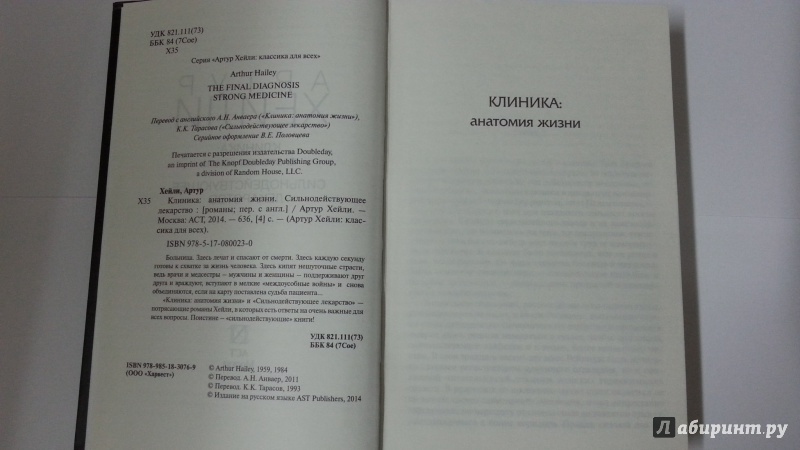 УДК 821.111(73)
ББК 84 (7Сое)
Х35
Серия «Артур Хейли: классика для всех»
Arthur Hailey
THE FINAL DIAGNOSIS
STRONG MEDICINE
Перевод с английского А.Н. Анваера («Клиника: анатомия жизни»),
К.К. Тарасова («Сильнодействующее лекарство»)
Серийное оформление В.Е. Половцева
Печатается с разрешения издательства Doubleday,
an imprint of The Knopf Doubleday Publishing Group,
a division of Random House, LLC.
Хейли, Артур
Х35 Клиника: анатомия жизни. Сильнодействующее
лекарство : [романы; пер. с англ.] / Артур Хейли. —
Москва: АСТ, 2014. — 636, [4] с. — (Артур Хейли: клас-
сика для всех).
ISBN 978-5-17-080023-0
Больница. Здесь лечат и спасают от смерти. Здесь каждую секунду
готовы к схватке за жизнь человека. Здесь кипят нешуточные страсти,
ведь врачи и медсестры — мужчины и женщины — поддерживают друг
друга и враждуют, вступают в мелкие «междоусобные войны» и снова
объединяются, если на карту поставлена судьба пациента...
«Клиника: анатомия жизни» и «Сильнодействующее лекарство» —
потрясающие романы Хейли, в которых есть ответы на очень важные для
всех вопросы. Поистине — «сильнодействующие» книги!
УДК 821.111(73)
ББК 84 (7Сое)
ISBN 978-985-18-3076-9
(ООО «Харвест»)
© Arthur Hailey, 1959, 1984
© Перевод. А.Н. Анваер, 2011
© Перевод. К.К. Тарасов, 1993
© Издание на русском языке AST Publishers, 2014
КЛИНИКА:
анатомия жизни
Лабиринт.ру